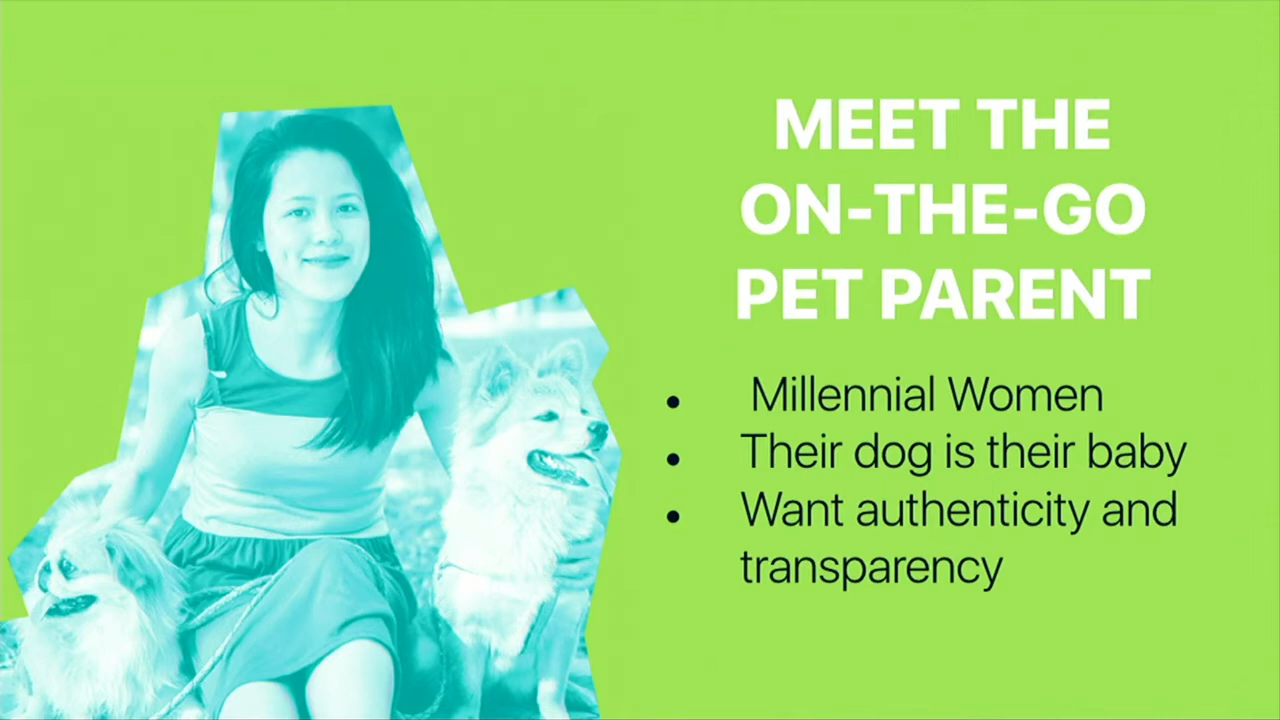 MEET THE
ON-THE-GO
PET PARENT
• Millennial Women
• Their dog is their baby
• Want authenticity and
transparency